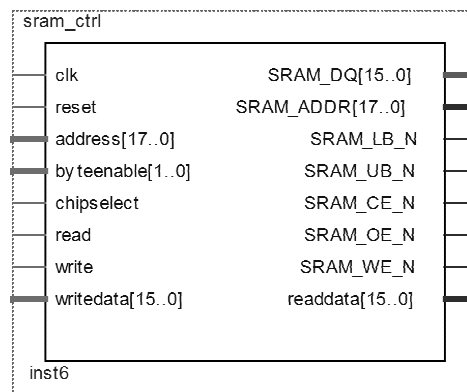 sram_ctrl
clk SRAM_DQ[15..0]
reset SRAM_ADDR[17..0]
address[17..0] SRAM_LB_N
byteenable[1..0] SRAM_UB_N
chipselect SRAM_CE_N
read SRAM_OE_N
write SRAM_WE_N
writedata[15..0] readdata[15..0]
inst6